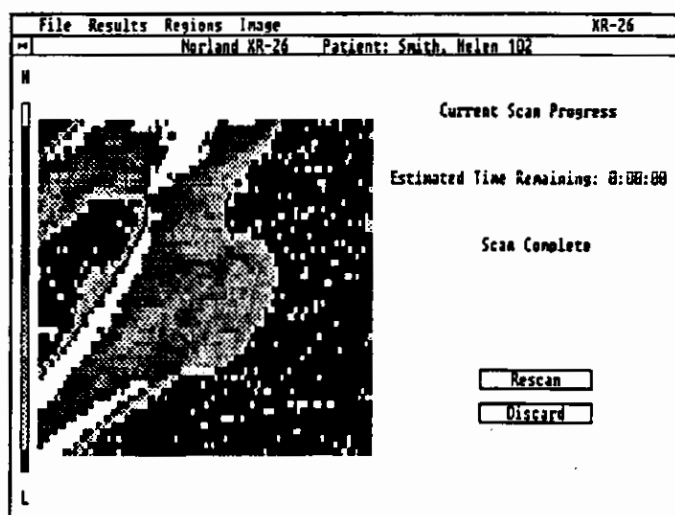 File Results Regions Image XR-26
Norland XR-26 Patient: Smith, Helen 102
H
Current Scan Progress
Estimated Time Remaining: 0:00:00
Scan Complete
Rescan
Discard
L